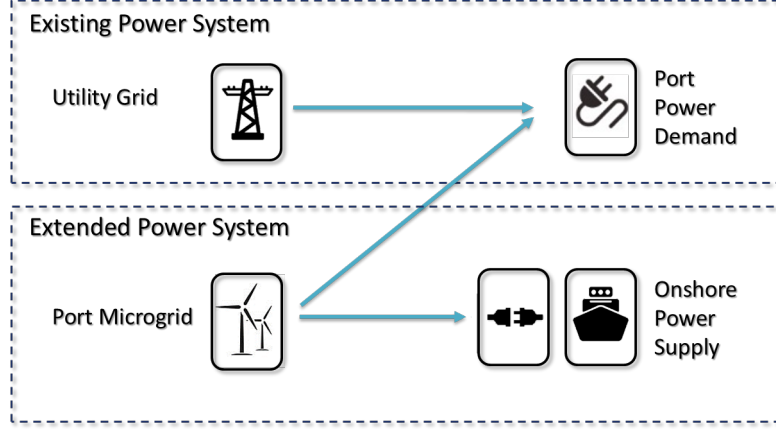 Existing Power System
Utility Grid
Port
Power
Demand
Extended Power System
Port Microgrid
Onshore
Power
Supply